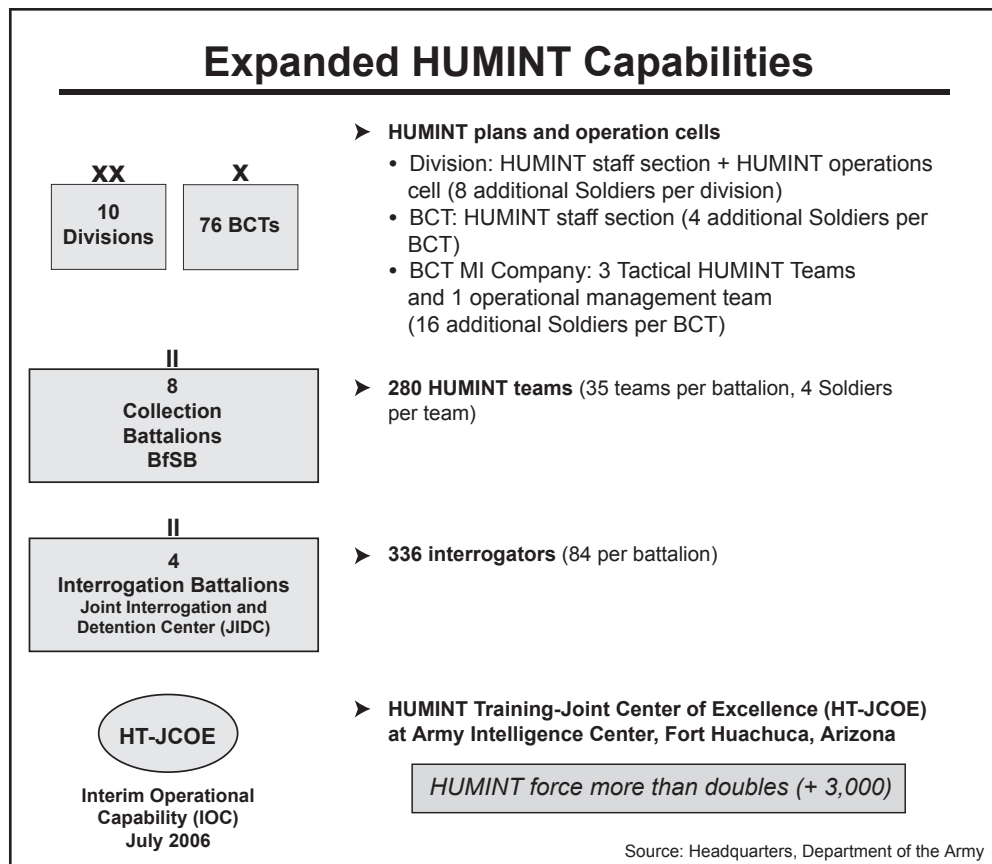 Expanded HUMINT Capabilities
XX
10
Divisions
X
76 BCTs
➤ HUMINT plans and operation cells
• Division: HUMINT staff section + HUMINT operations
cell (8 additional Soldiers per division)
• BCT: HUMINT staff section (4 additional Soldiers per
BCT)
• BCT MI Company: 3 Tactical HUMINT Teams
and 1 operational management team
(16 additional Soldiers per BCT)
II
8
Collection
Battalions
BfSB
➤ 280 HUMINT teams (35 teams per battalion, 4 Soldiers
per team)
II
4
Interrogation Battalions
Joint Interrogation and
Detention Center (JIDC)
➤ 336 interrogators (84 per battalion)
HT-JCOE
Interim Operational
Capability (IOC)
July 2006
➤ HUMINT Training-Joint Center of Excellence (HT-JCOE)
at Army Intelligence Center, Fort Huachuca, Arizona
HUMINT force more than doubles (+ 3,000)
Source: Headquarters, Department of the Army